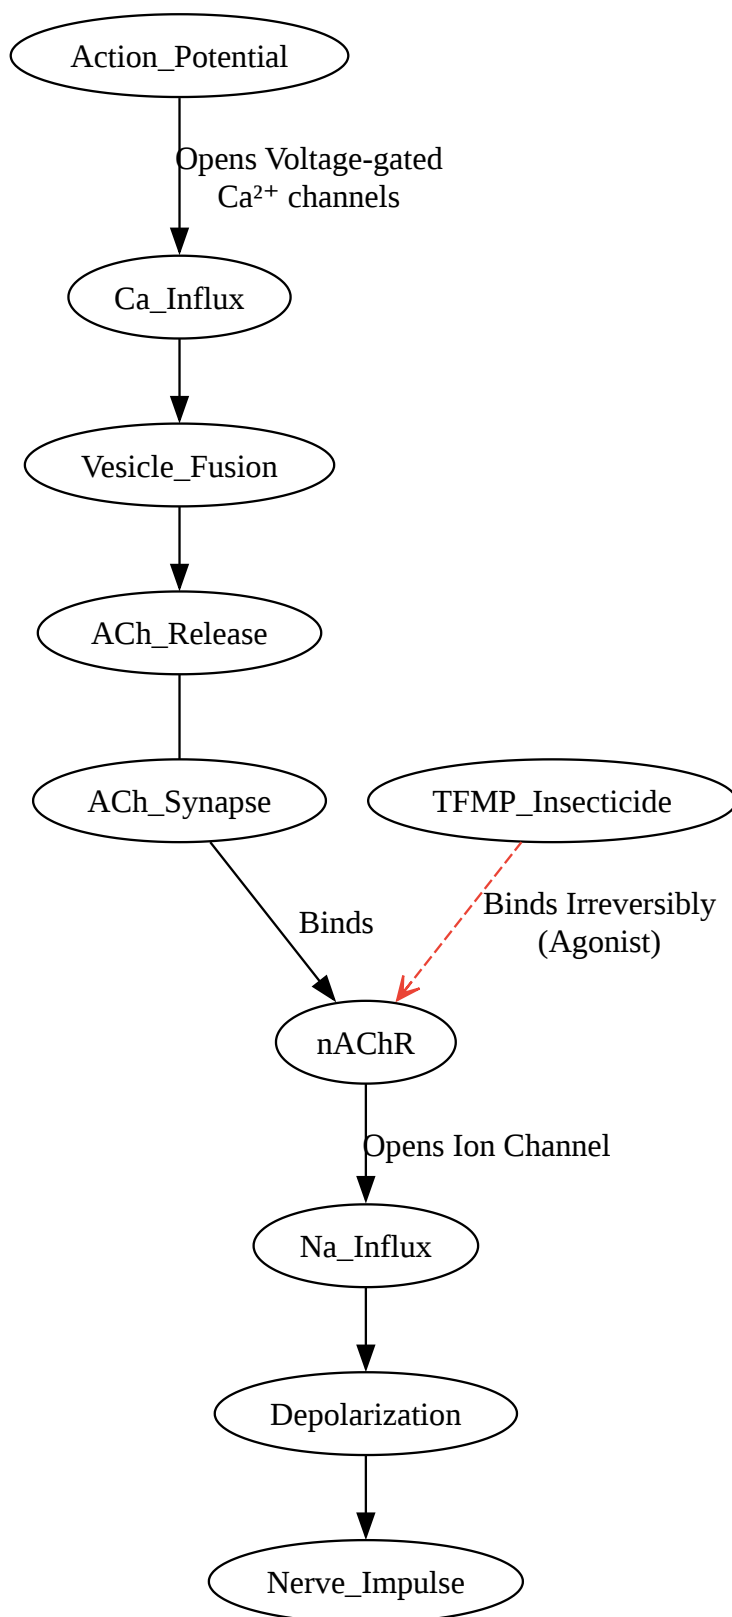 Action_Potential
Opens Voltage-gated
Ca²⁺ channels
Ca_Influx
Vesicle_Fusion
ACh_Release
ACh_Synapse
TFMP_Insecticide
Binds
Binds Irreversibly
(Agonist)
nAChR
Opens Ion Channel
Na_Influx
Depolarization
Nerve_Impulse